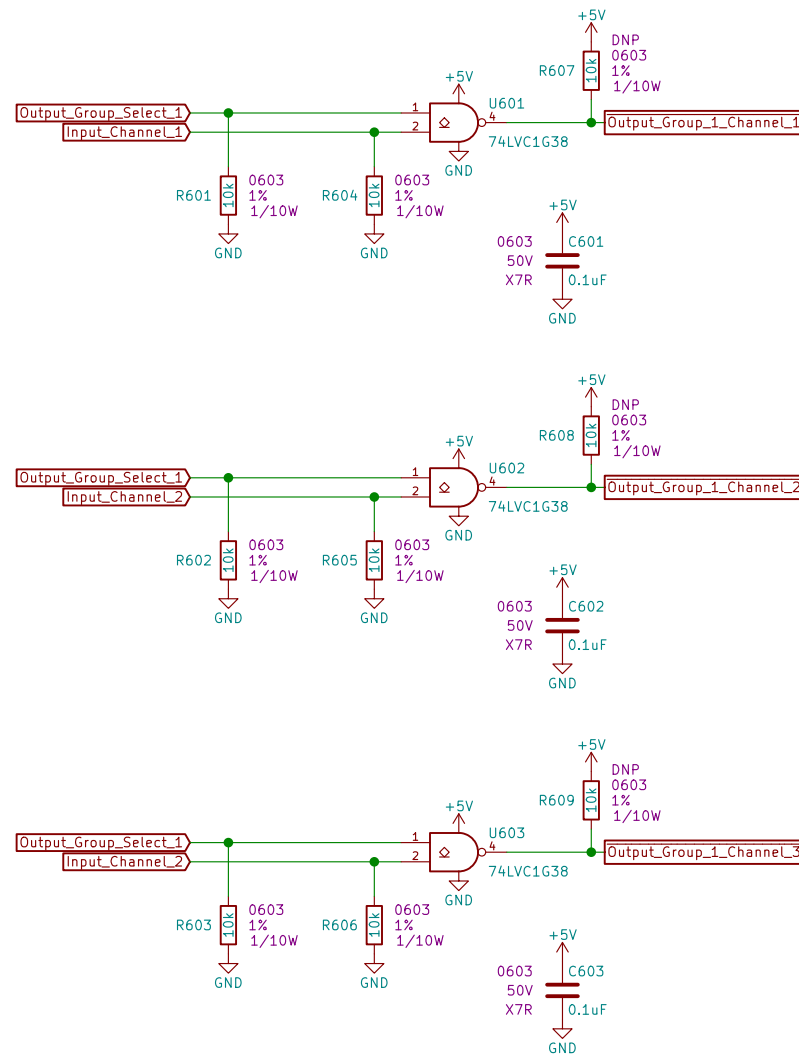 +5V
DNP
0603
1%
1/10W
R607
10k
+5V
U601
Output_Group_Select_1
1
4
Output_Group_1_Channel_1
Input_Channel_1
2
74LVC1G38
GND
R601
10k
0603
1%
1/10W
R604
10k
0603
1%
1/10W
GND
GND
+5V
0603
C601
50V
X7R
0.1uF
GND
+5V
DNP
0603
1%
1/10W
R608
10k
+5V
U602
Output_Group_Select_1
1
4
Output_Group_1_Channel_2
Input_Channel_2
2
74LVC1G38
GND
R602
10k
0603
1%
1/10W
R605
10k
0603
1%
1/10W
GND
GND
+5V
0603
C602
50V
X7R
0.1uF
GND
+5V
DNP
0603
1%
1/10W
R609
10k
+5V
U603
Output_Group_Select_1
1
4
Output_Group_1_Channel_3
Input_Channel_2
2
74LVC1G38
GND
R603
10k
0603
1%
1/10W
R606
10k
0603
1%
1/10W
GND
GND
+5V
0603
C603
50V
X7R
0.1uF
GND